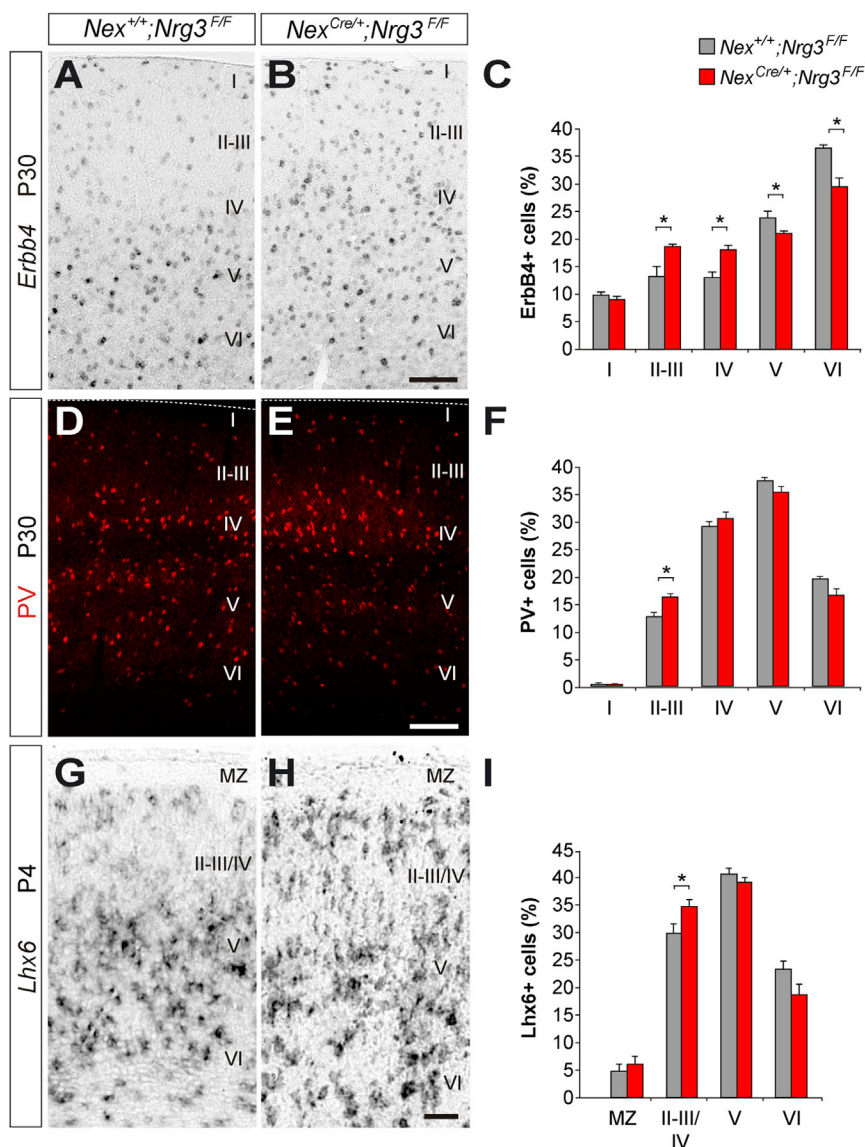 Nex+/+;Nrg3 F/F
NexCre/+;Nrg3 F/F
Erbb4 P30
A
I
II-III
IV
V
VI
B
I
II-III
IV
V
VI
C
Nex+/+;Nrg3F/F
NexCre/+;Nrg3F/F
ErbB4+ cells (%)
40
35
30
25
20
15
10
5
0
*
*
*
*
I II-III IV V VI
PV P30
D
I
II-III
IV
V
VI
E
I
II-III
IV
V
VI
F
PV+ cells (%)
40
35
30
25
20
15
10
5
0
*
I II-III IV V VI
Lhx6 P4
G
MZ
II-III/IV
V
VI
H
MZ
II-III/IV
V
VI
I
Lhx6+ cells (%)
45
40
35
30
25
20
15
10
5
0
*
MZ II-III/ V VI
IV